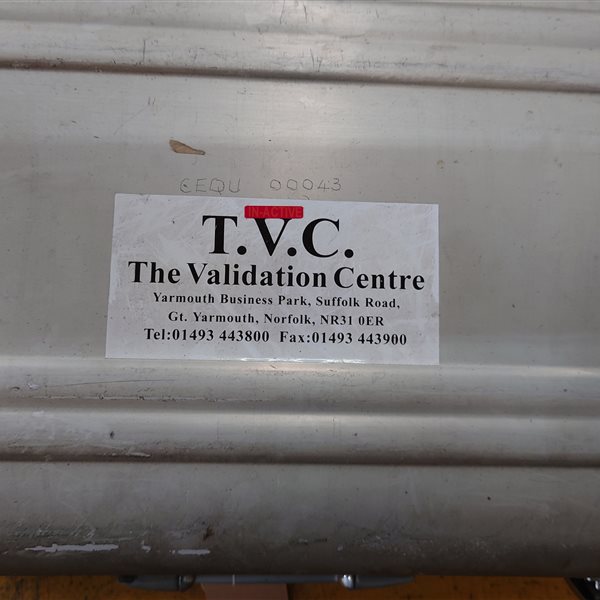 CEQU 00043
IN-ACTIVE
T.V.C.
The Validation Centre
Yarmouth Business Park, Suffolk Road,
Gt. Yarmouth, Norfolk, NR31 0ER
Tel:01493 443800 Fax:01493 443900